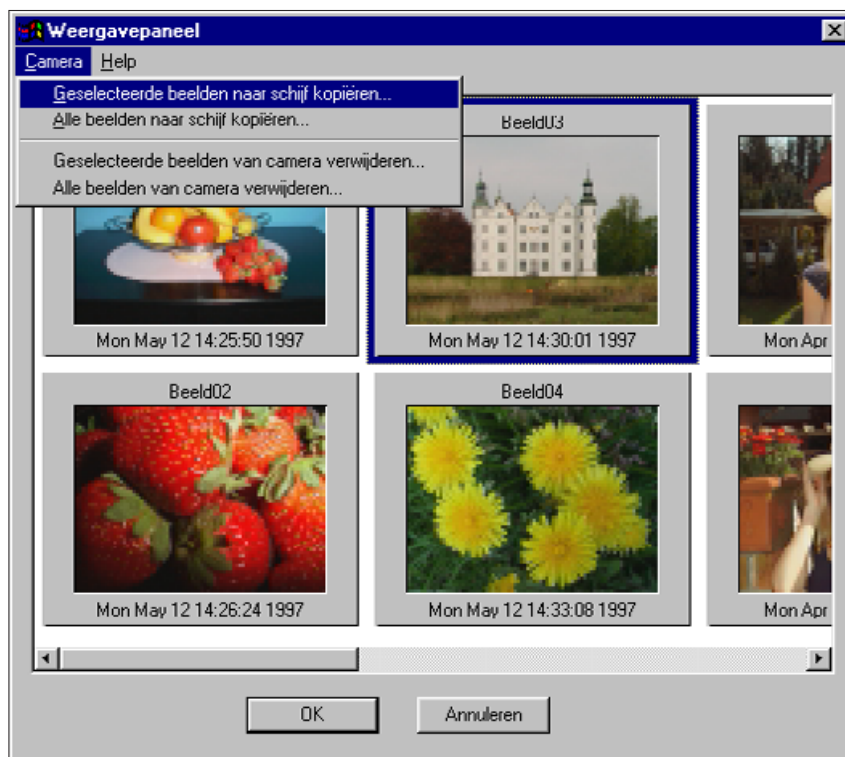 Weergavepaneel
Camera Help
Geselecteerde beelden naar schijf kopiëren...
Alle beelden naar schijf kopiëren...
Geselecteerde beelden van camera verwijderen...
Alle beelden van camera verwijderen...
Beeld03
Mon May 12 14:25:50 1997
Mon May 12 14:30:01 1997
Mon Apr
Beeld02
Beeld04
Mon May 12 14:26:24 1997
Mon May 12 14:33:08 1997
Mon Apr
OK
Annuleren